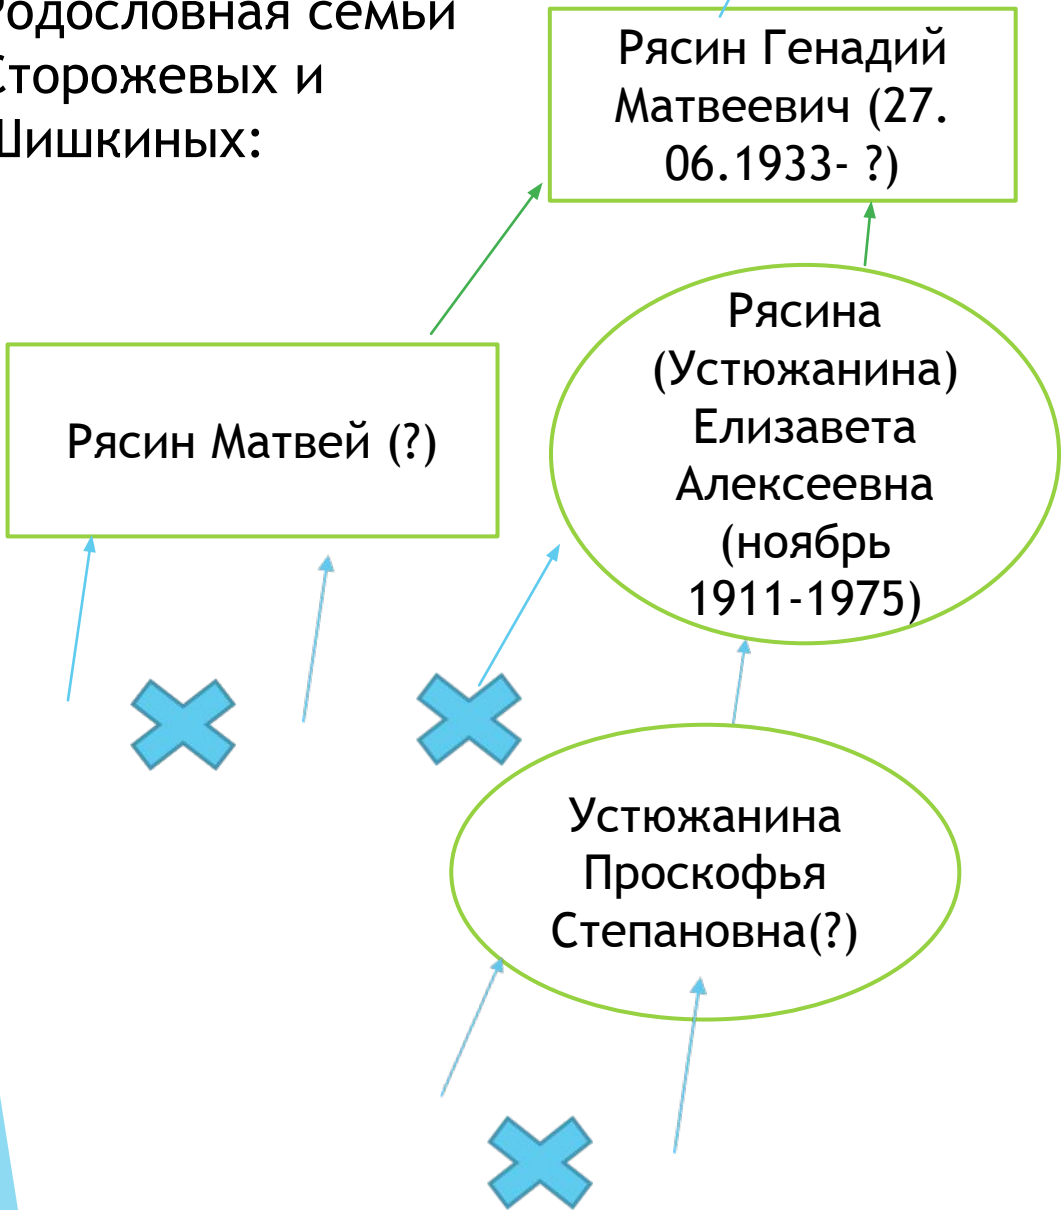 Родословная семьи
Сторожевых и
Шишкиных:
Рясин Генадий
Матвеевич (27.
06.1933- ?)
Рясина
(Устюжанина)
Елизавета
Алексеевна
(ноябрь
1911-1975)
Рясин Матвей (?)
Устюжанина
Проскофья
Степановна(?)